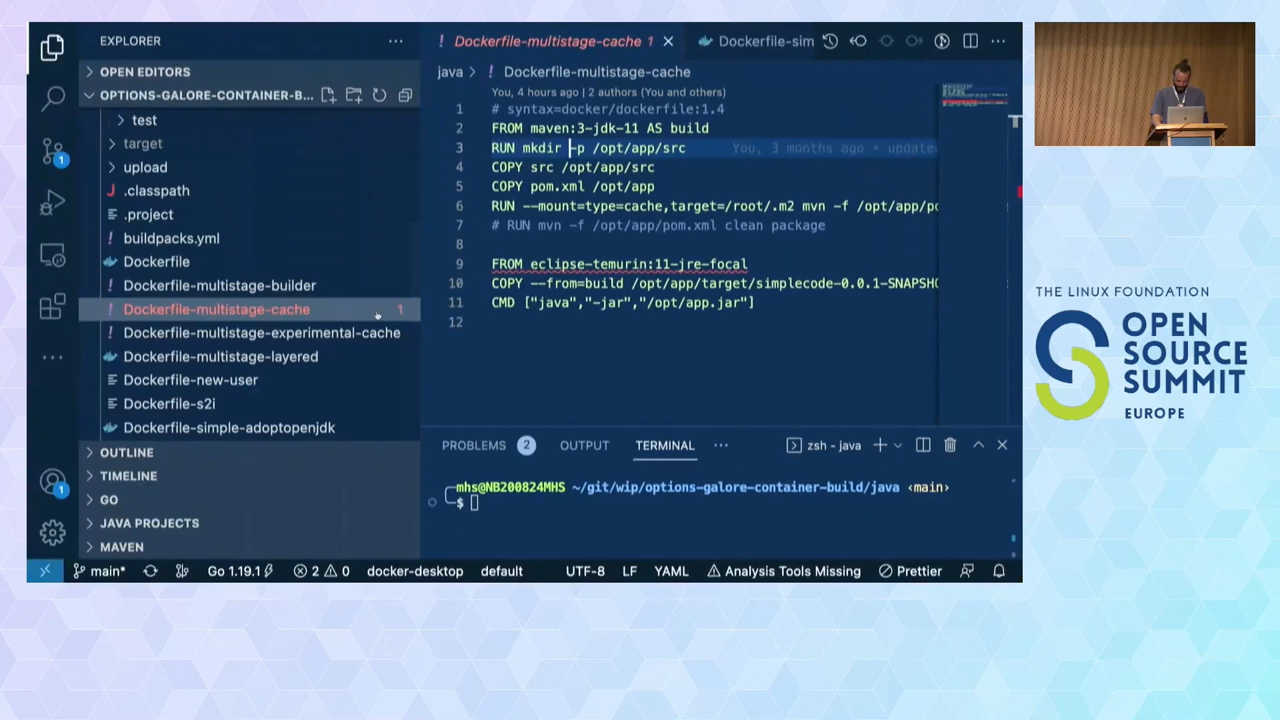 EXPLORER
OPEN EDITORS
OPTIONS-GALORE-CONTAINER-B...
test
target
upload
.classpath
.project
buildpacks.yml
Dockerfile
Dockerfile-multistage-builder
Dockerfile-multistage-cache 1
Dockerfile-multistage-experimental-cache
Dockerfile-multistage-layered
Dockerfile-new-user
Dockerfile-s2i
Dockerfile-simple-adoptopenjdk
OUTLINE
TIMELINE
GO
JAVA PROJECTS
MAVEN
1
1
Dockerfile-multistage-cache 1
Dockerfile-sim
java > ! Dockerfile-multistage-cache
You, 4 hours ago | 2 authors (You and others)
1 # syntax=docker/dockerfile:1.4
2 FROM maven:3-jdk-11 AS build
3 RUN mkdir -p /opt/app/src You, 3 months ago • updated
4 COPY src /opt/app/src
5 COPY pom.xml /opt/app
6 RUN --mount=type=cache,target=/root/.m2 mvn -f /opt/app/po
7 # RUN mvn -f /opt/app/pom.xml clean package
8
9 FROM eclipse-temurin:11-jre-focal
10 COPY --from=build /opt/app/target/simplecode-0.0.1-SNAPSHO
11 CMD ["java","-jar","/opt/app.jar"]
12
PROBLEMS 2 OUTPUT TERMINAL ... zsh - java
mhs@NB200824MHS ~/git/wip/options-galore-container-build/java ‹main›
$
main* Go 1.19.1 2 0 docker-desktop default UTF-8 LF YAML Analysis Tools Missing Prettier
THE LINUX FOUNDATION
OPEN
SOURCE
SUMMIT
EUROPE